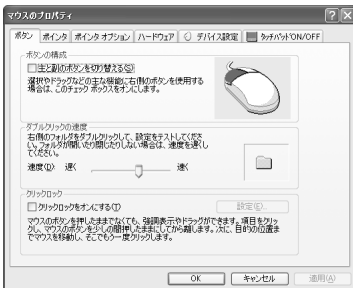 マウスのプロパティ
ボタン ポインタ ポインタ オプション ハードウェア デバイス設定 タッチパッドON/OFF
ボタンの構成
主と副のボタンを切り替える(S)
選択やドラッグなどの主な機能に右側のボタンを使用する
場合は、このチェック ボックスをオンにします。
ダブルクリックの速度
右側のフォルダをダブルクリックして、設定をテストしてくださ
い。フォルダが開いたり閉じたりしない場合は、速度を遅くし
てください。
速度(D): 遅く 速く
クリックロック
クリックロックをオンにする(T) 設定(E)...
マウスのボタンを押したままでなくても、強調表示やドラッグができます。項目をクリッ
クし、マウスのボタンを少しの間押したままにしてから離します。次に、目的の位置ま
でマウスを移動し、そこでもう一度クリックします。
OK キャンセル 適用(A)